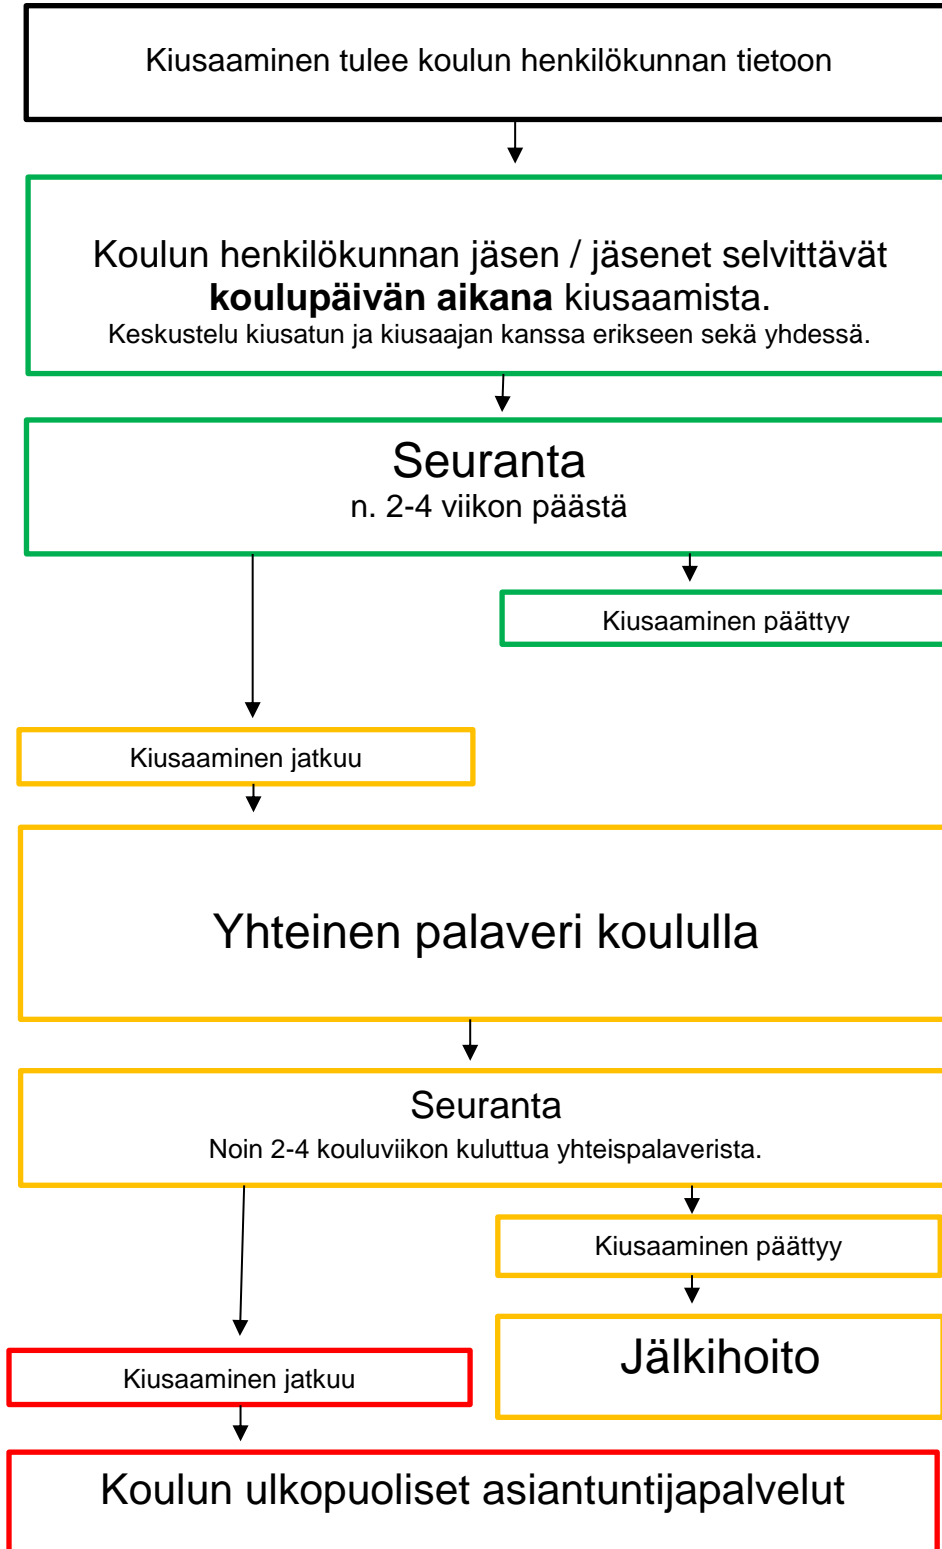 Kiusaaminen tulee koulun henkilökunnan tietoon
Koulun henkilökunnan jäsen / jäsenet selvittävät
koulupäivän aikana kiusaamista.
Keskustelu kiusatun ja kiusaajan kanssa erikseen sekä yhdessä.
Seuranta
n. 2-4 viikon päästä
Kiusaaminen päättyy
Kiusaaminen jatkuu
Yhteinen palaveri koululla
Seuranta
Noin 2-4 kouluviikon kuluttua yhteispalaverista.
Kiusaaminen päättyy
Jälkihoito
Kiusaaminen jatkuu
Koulun ulkopuoliset asiantuntijapalvelut